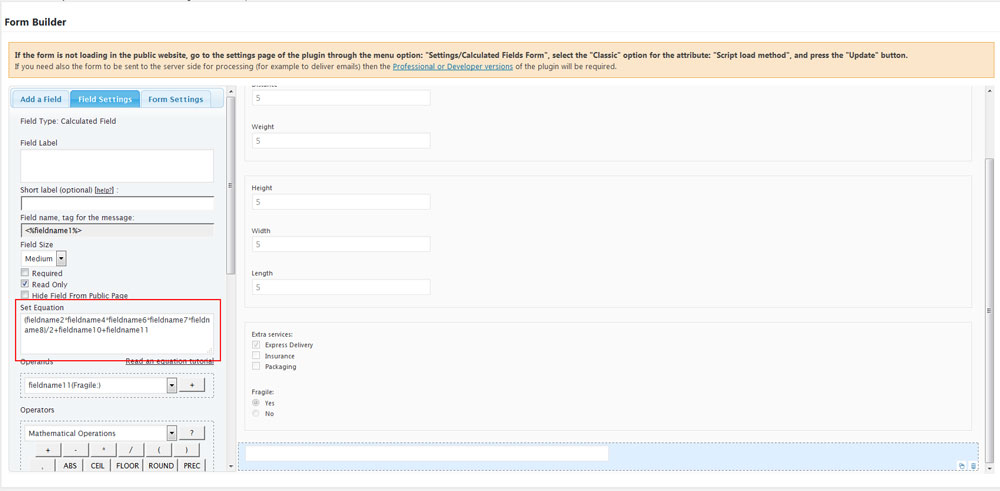 Form Builder
If the form is not loading in the public website, go to the settings page of the plugin through the menu option: "Settings/Calculated Fields Form", select the "Classic" option for the attribute: "Script load method", and press the "Update" button.
If you need also the form to be sent to the server side for processing (for example to deliver emails) then the Professional or Developer versions of the plugin will be required.
Add a Field
Field Settings
Form Settings
Field Type: Calculated Field
Field Label
Short label (optional) [help?] :
Field name, tag for the message:
<%fieldname1%>
Field Size
Medium
Required
Read Only
Hide Field From Public Page
Set Equation
(fieldname2*fieldname4*fieldname6*fieldname7*fieldn
ame8)/2+fieldname10+fieldname11
Operands
Read an equation tutorial
fieldname11(Fragile:)
+
Operators
Mathematical Operations
?
+ - * / ( )
, ABS CEIL FLOOR ROUND PREC
Distance
5
Weight
5
Height
5
Width
5
Length
5
Extra services:
Express Delivery
Insurance
Packaging
Fragile:
Yes
No